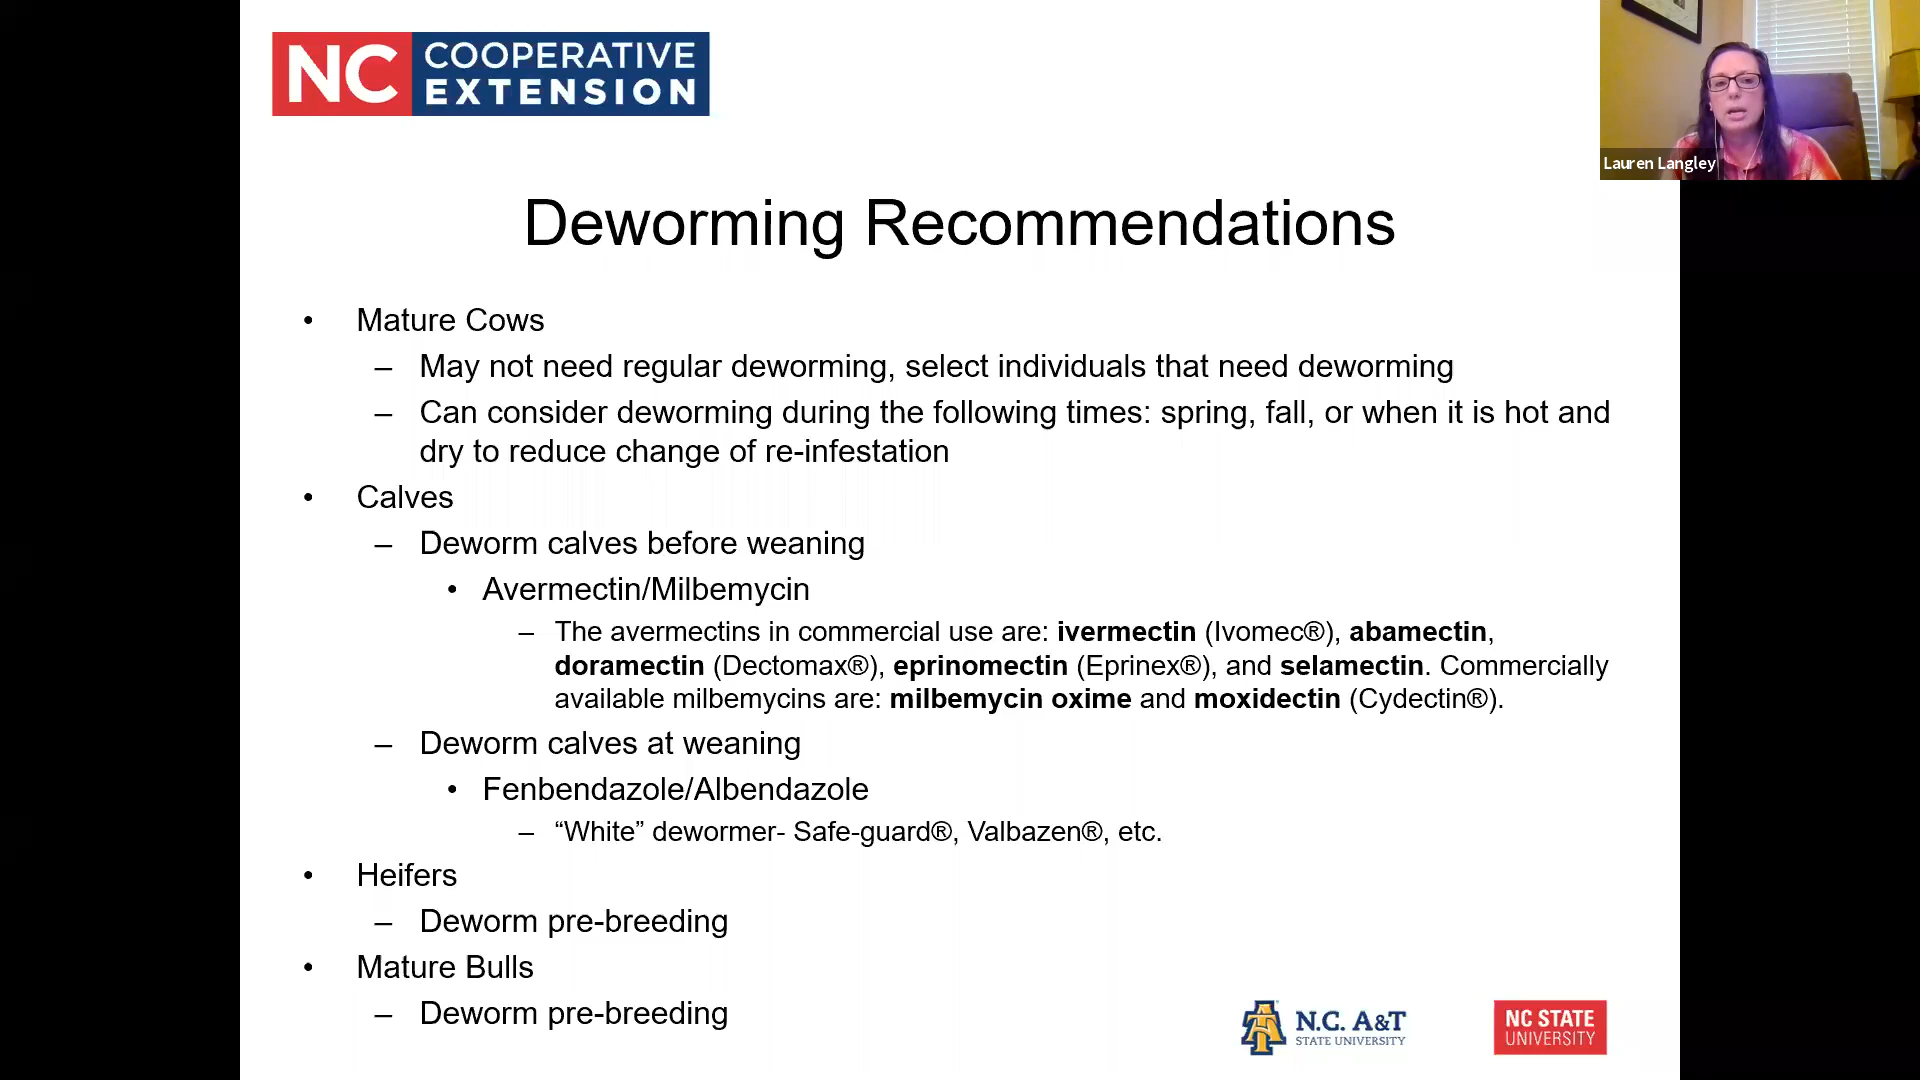 NC COOPERATIVE
EXTENSION
Lauren Langley
Deworming Recommendations
• Mature Cows
– May not need regular deworming, select individuals that need deworming
– Can consider deworming during the following times: spring, fall, or when it is hot and
dry to reduce change of re-infestation
• Calves
– Deworm calves before weaning
• Avermectin/Milbemycin
– The avermectins in commercial use are: ivermectin (Ivomec®), abamectin,
doramectin (Dectomax®), eprinomectin (Eprinex®), and selamectin. Commercially
available milbemycins are: milbemycin oxime and moxidectin (Cydectin®).
– Deworm calves at weaning
• Fenbendazole/Albendazole
– “White” dewormer- Safe-guard®, Valbazen®, etc.
• Heifers
– Deworm pre-breeding
• Mature Bulls
– Deworm pre-breeding
N.C. A&T
STATE UNIVERSITY
NC STATE
UNIVERSITY